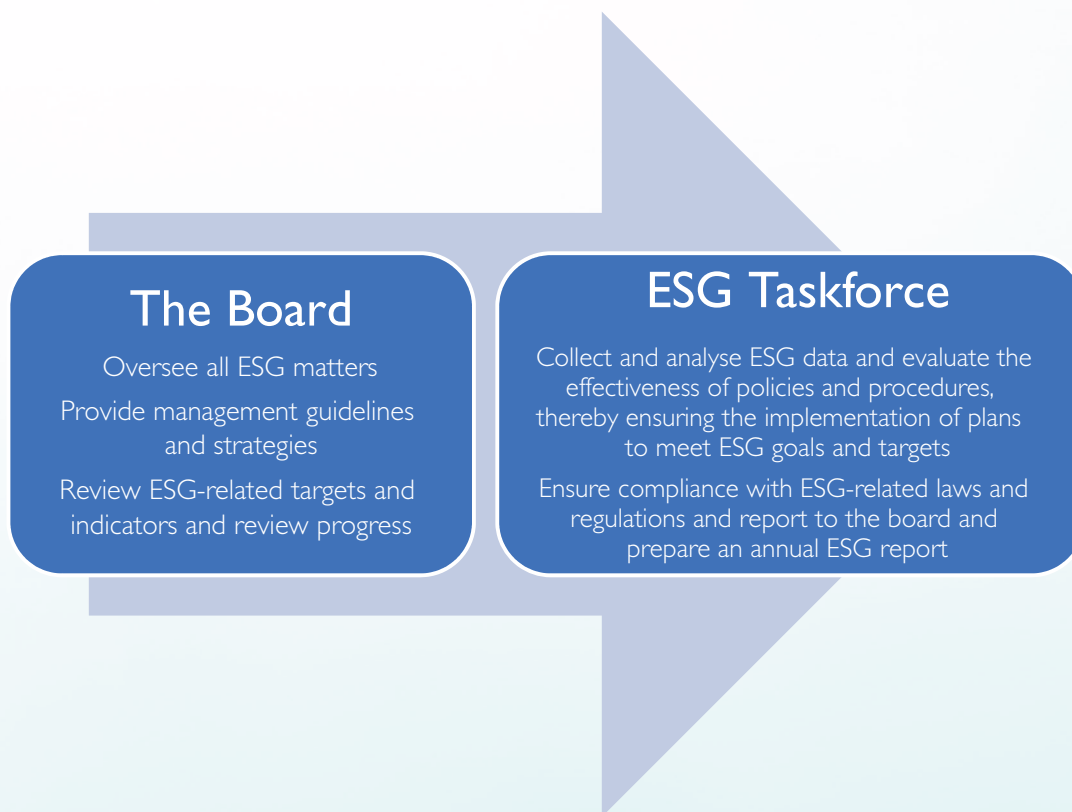 The Board
Oversee all ESG matters
Provide management guidelines
and strategies
Review ESG-related targets and
indicators and review progress
ESG Taskforce
Collect and analyse ESG data and evaluate the
effectiveness of policies and procedures,
thereby ensuring the implementation of plans
to meet ESG goals and targets
Ensure compliance with ESG-related laws and
regulations and report to the board and
prepare an annual ESG report